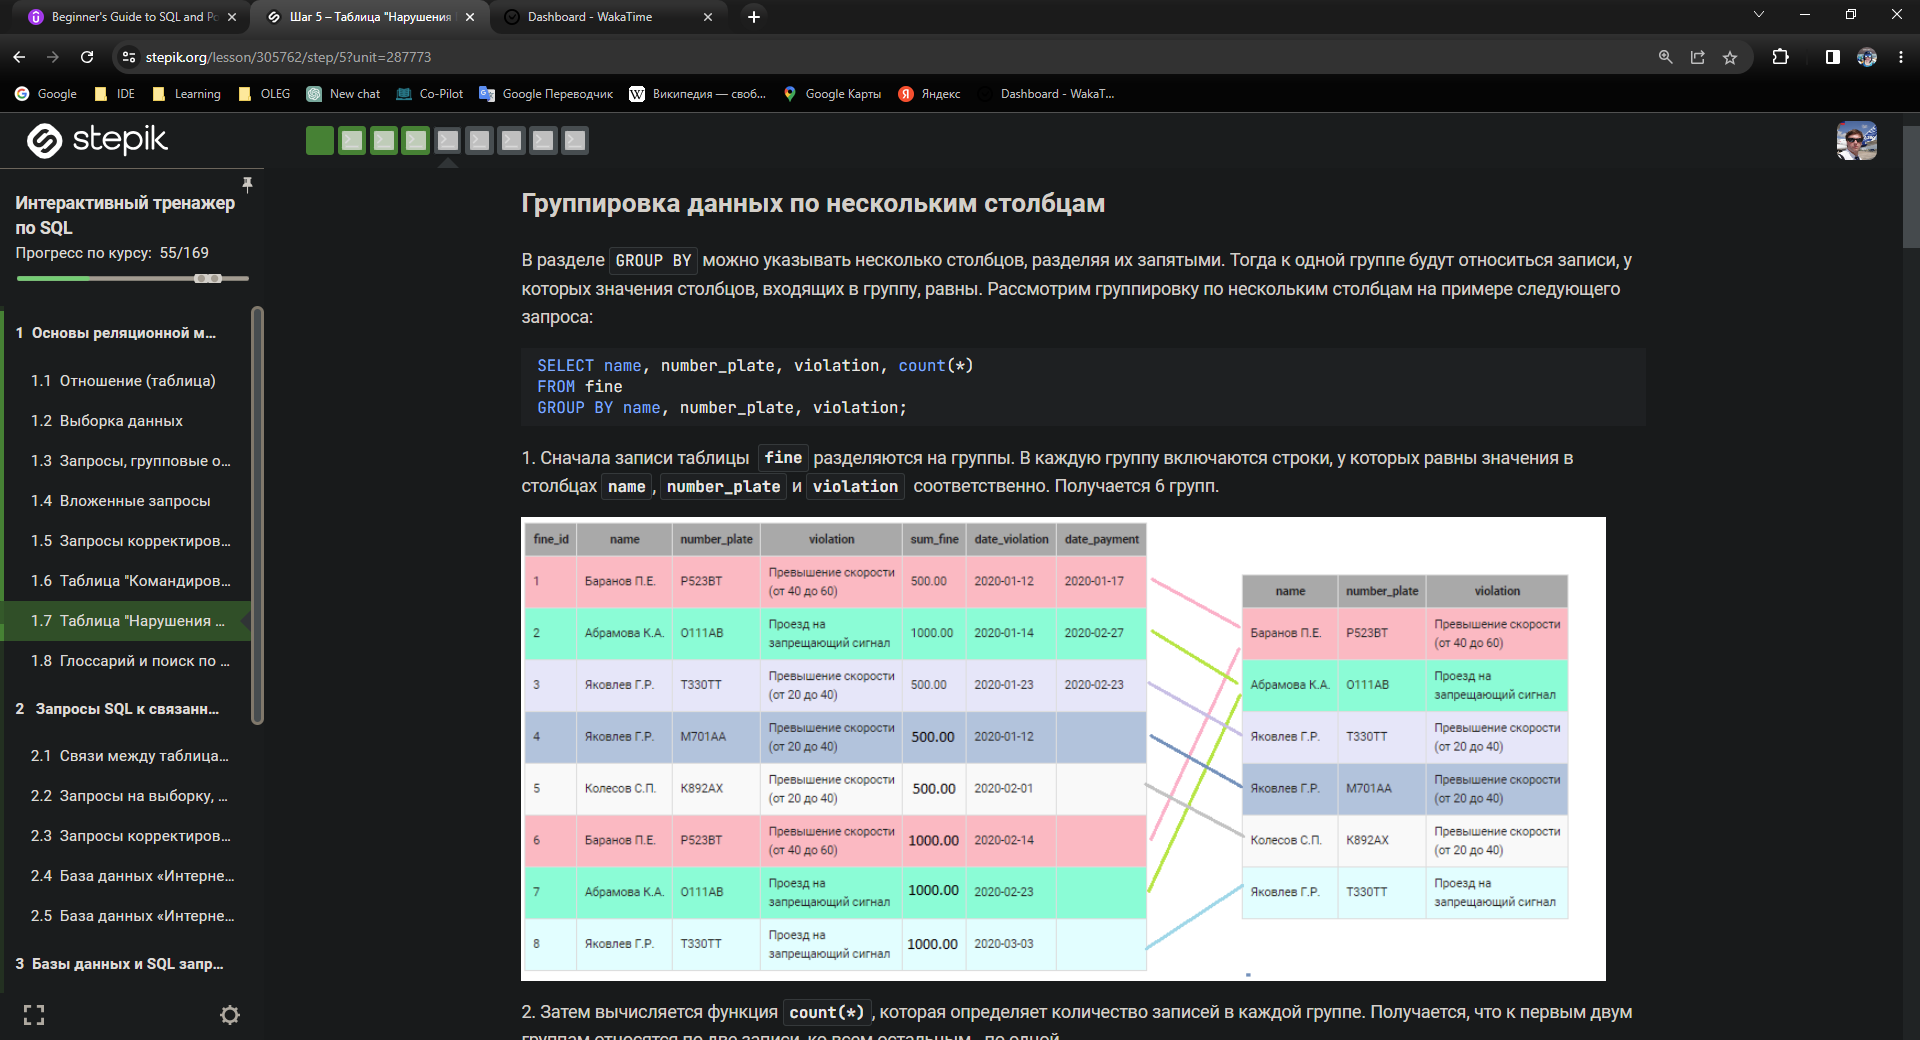 Beginner's Guide to SQL and Po
Шаг 5 – Таблица "Нарушения
Dashboard - WakaTime
stepik.org/lesson/305762/step/5?unit=287773
Google
IDE
Learning
OLEG
New chat
Co-Pilot
Google Переводчик
Википедия — своб...
Google Карты
Яндекс
Dashboard - WakaT...
stepik
Интерактивный тренажер
по SQL
Прогресс по курсу: 55/169
1 Основы реляционной м...
1.1 Отношение (таблица)
1.2 Выборка данных
1.3 Запросы, групповые о...
1.4 Вложенные запросы
1.5 Запросы корректиров...
1.6 Таблица "Командиров...
1.7 Таблица "Нарушения ...
1.8 Глоссарий и поиск по ...
2 Запросы SQL к связанн...
2.1 Связи между таблица...
2.2 Запросы на выборку, ...
2.3 Запросы корректиров...
2.4 База данных «Интерне...
2.5 База данных «Интерне...
3 Базы данных и SQL запр...
Группировка данных по нескольким столбцам
В разделе GROUP BY можно указывать несколько столбцов, разделяя их запятыми. Тогда к одной группе будут относиться записи, у
которых значения столбцов, входящих в группу, равны. Рассмотрим группировку по нескольким столбцам на примере следующего
запроса:
SELECT name, number_plate, violation, count(*)
FROM fine
GROUP BY name, number_plate, violation;
1. Сначала записи таблицы fine разделяются на группы. В каждую группу включаются строки, у которых равны значения в
столбцах name, number_plate и violation соответственно. Получается 6 групп.
fine_id name number_plate violation sum_fine date_violation date_payment
1 Баранов П.Е. Р523ВТ Превышение скорости (от 40 до 60) 500.00 2020-01-12 2020-01-17
2 Абрамова К.А. О111АВ Проезд на запрещающий сигнал 1000.00 2020-01-14 2020-02-27
3 Яковлев Г.Р. Т330ТТ Превышение скорости (от 20 до 40) 500.00 2020-01-23 2020-02-23
4 Яковлев Г.Р. М701АА Превышение скорости (от 20 до 40) 500.00 2020-01-12
5 Колесов С.П. К892АХ Превышение скорости (от 20 до 40) 500.00 2020-02-01
6 Баранов П.Е. Р523ВТ Превышение скорости (от 40 до 60) 1000.00 2020-02-14
7 Абрамова К.А. О111АВ Проезд на запрещающий сигнал 1000.00 2020-02-23
8 Яковлев Г.Р. Т330ТТ Проезд на запрещающий сигнал 1000.00 2020-03-03
name number_plate violation
Баранов П.Е. Р523ВТ Превышение скорости (от 40 до 60)
Абрамова К.А. О111АВ Проезд на запрещающий сигнал
Яковлев Г.Р. Т330ТТ Превышение скорости (от 20 до 40)
Яковлев Г.Р. М701АА Превышение скорости (от 20 до 40)
Колесов С.П. К892АХ Превышение скорости (от 20 до 40)
Яковлев Г.Р. Т330ТТ Проезд на запрещающий сигнал
2. Затем вычисляется функция count(*), которая определяет количество записей в каждой группе. Получается, что к первым двум
группам относятся по две записи, ко всем остальным - по одной.